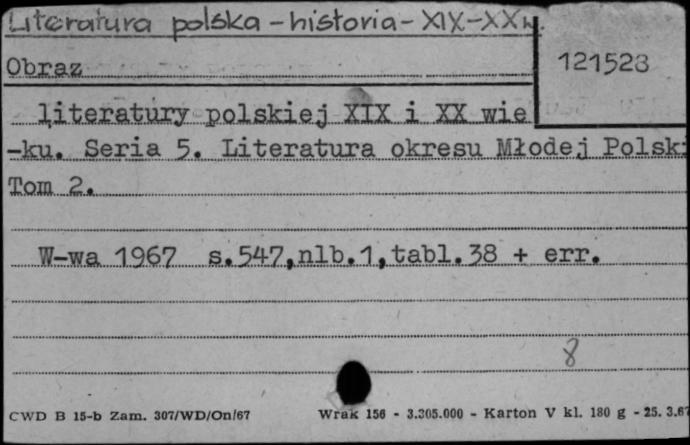 Literatura polska - historia - XIX-XX w.
121523
Obraz
literatury polskiej XIX i XX wie
-ku. Seria 5. Literatura okresu Młodej Polski
Tom 2.
W-wa 1967 s.547,nlb.1,tabl.38 + err.
8
CWD B 15-b Zam. 307/WD/On/67 Wrak 156 - 3.305.000 - Karton V kl. 180 g - 25. 3.67